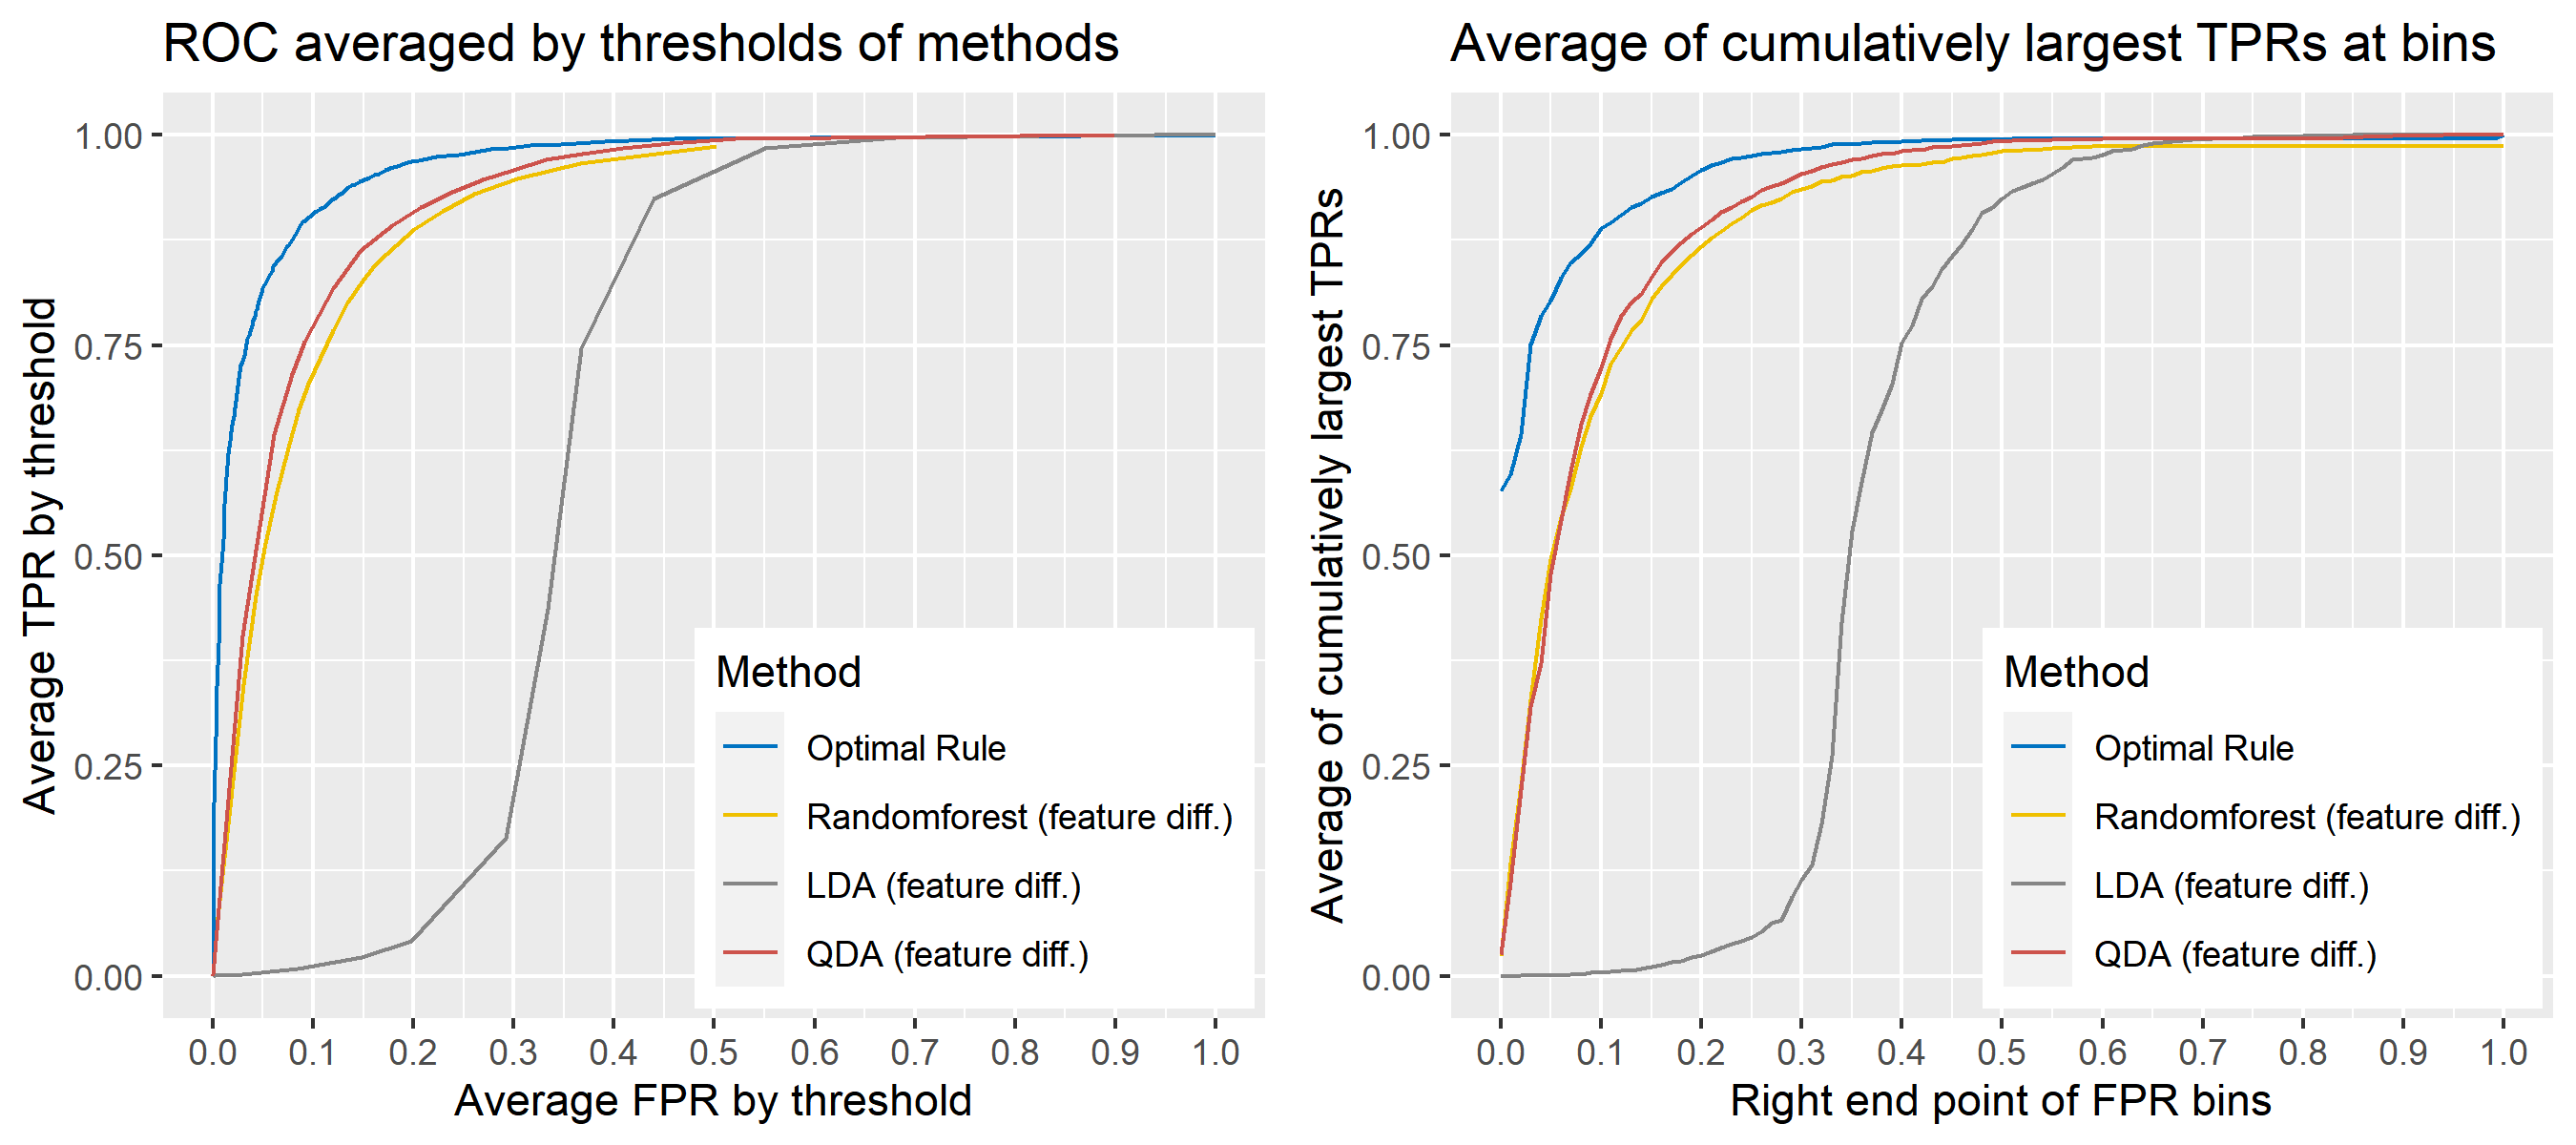 ROC averaged by thresholds of methods
Average TPR by threshold
1.00
0.75
0.50
0.25
0.00
0.0 0.1 0.2 0.3 0.4 0.5 0.6 0.7 0.8 0.9 1.0
Average FPR by threshold
Method
Optimal Rule
Randomforest (feature diff.)
LDA (feature diff.)
QDA (feature diff.)
Average of cumulatively largest TPRs at bins
Average of cumulatively largest TPRs
1.00
0.75
0.50
0.25
0.00
0.0 0.1 0.2 0.3 0.4 0.5 0.6 0.7 0.8 0.9 1.0
Right end point of FPR bins
Method
Optimal Rule
Randomforest (feature diff.)
LDA (feature diff.)
QDA (feature diff.)